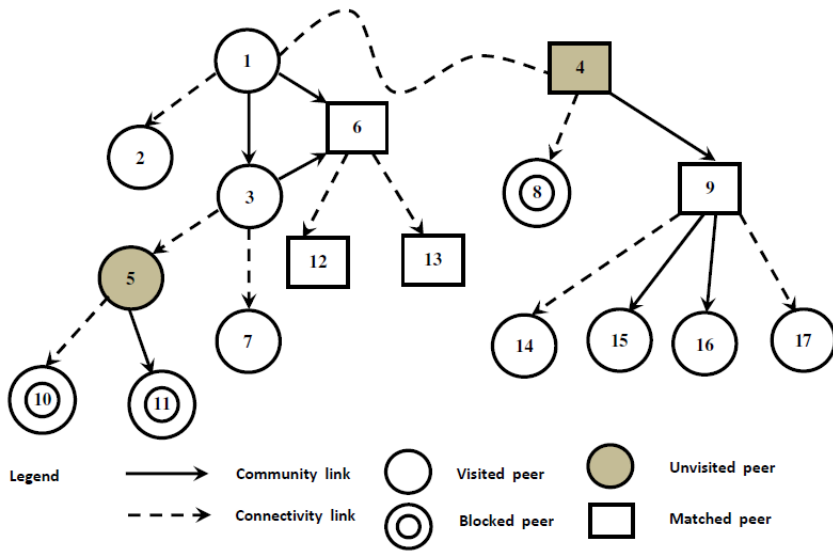 1
4
6
2
3
8
9
12
13
5
7
14
15
16
17
10
11
Legend
Community link
Visited peer
Unvisited peer
Connectivity link
Blocked peer
Matched peer